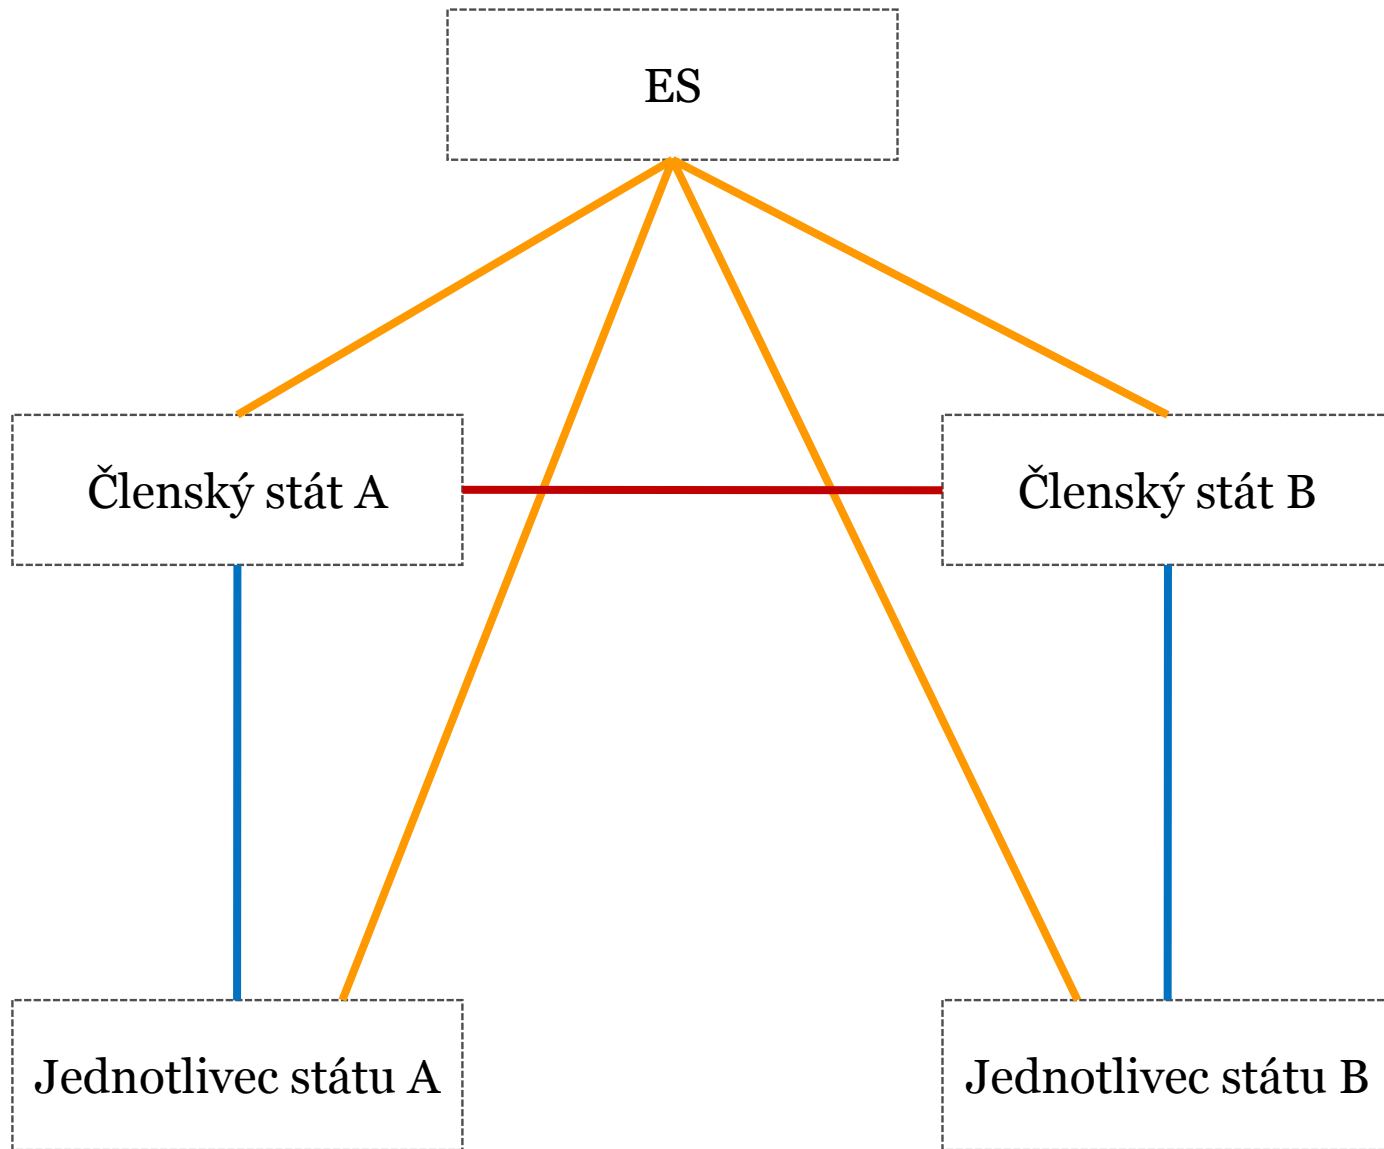 ES
Členský stát A
Členský stát B
Jednotlivec státu A
Jednotlivec státu B